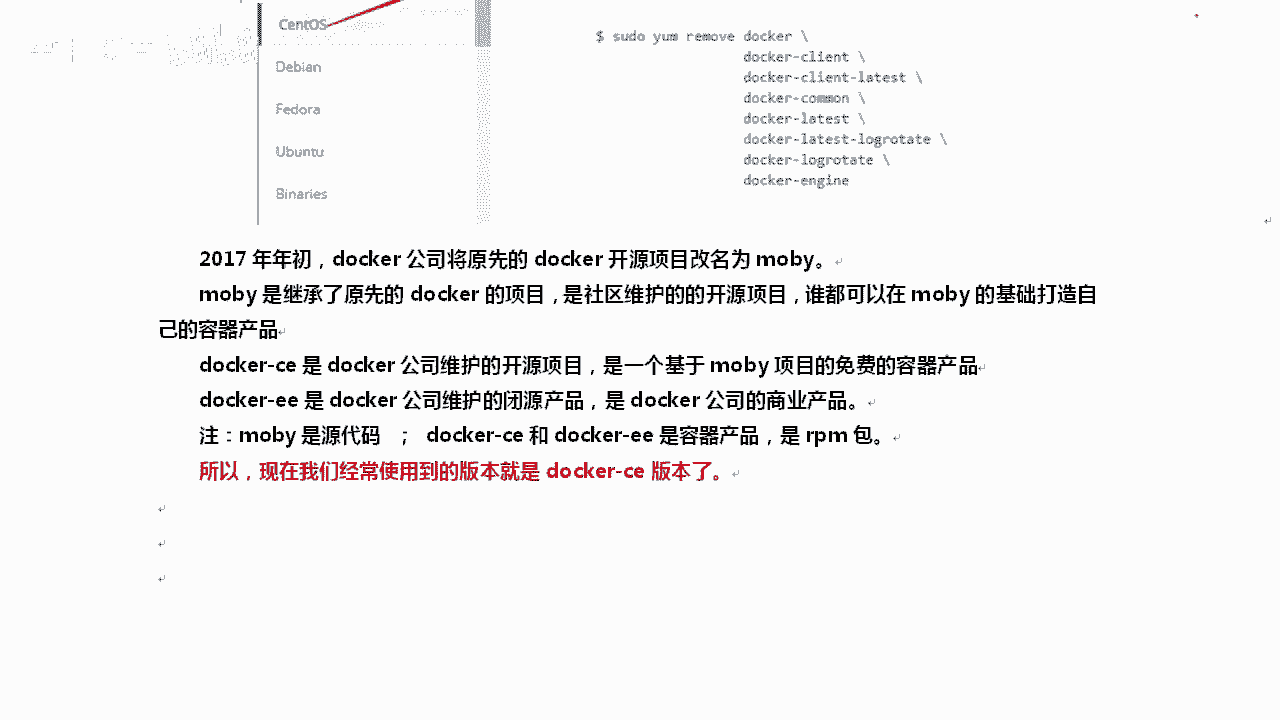 CentOS
Debian
Fedora
Ubuntu
Binaries
$ sudo yum remove docker \
docker-client \
docker-client-latest \
docker-common \
docker-latest \
docker-latest-logrotate \
docker-logrotate \
docker-engine
2017 年年初，docker 公司将原先的 docker 开源项目改名为 moby。
moby 是继承了原先的 docker 的项目，是社区维护的的开源项目，谁都可以在 moby 的基础打造自
己的容器产品
docker-ce 是 docker 公司维护的开源项目，是一个基于 moby 项目的免费的容器产品
docker-ee 是 docker 公司维护的闭源产品，是 docker 公司的商业产品。
注：moby 是源代码 ； docker-ce 和 docker-ee 是容器产品，是 rpm 包。
所以，现在我们经常使用到的版本就是 docker-ce 版本了。